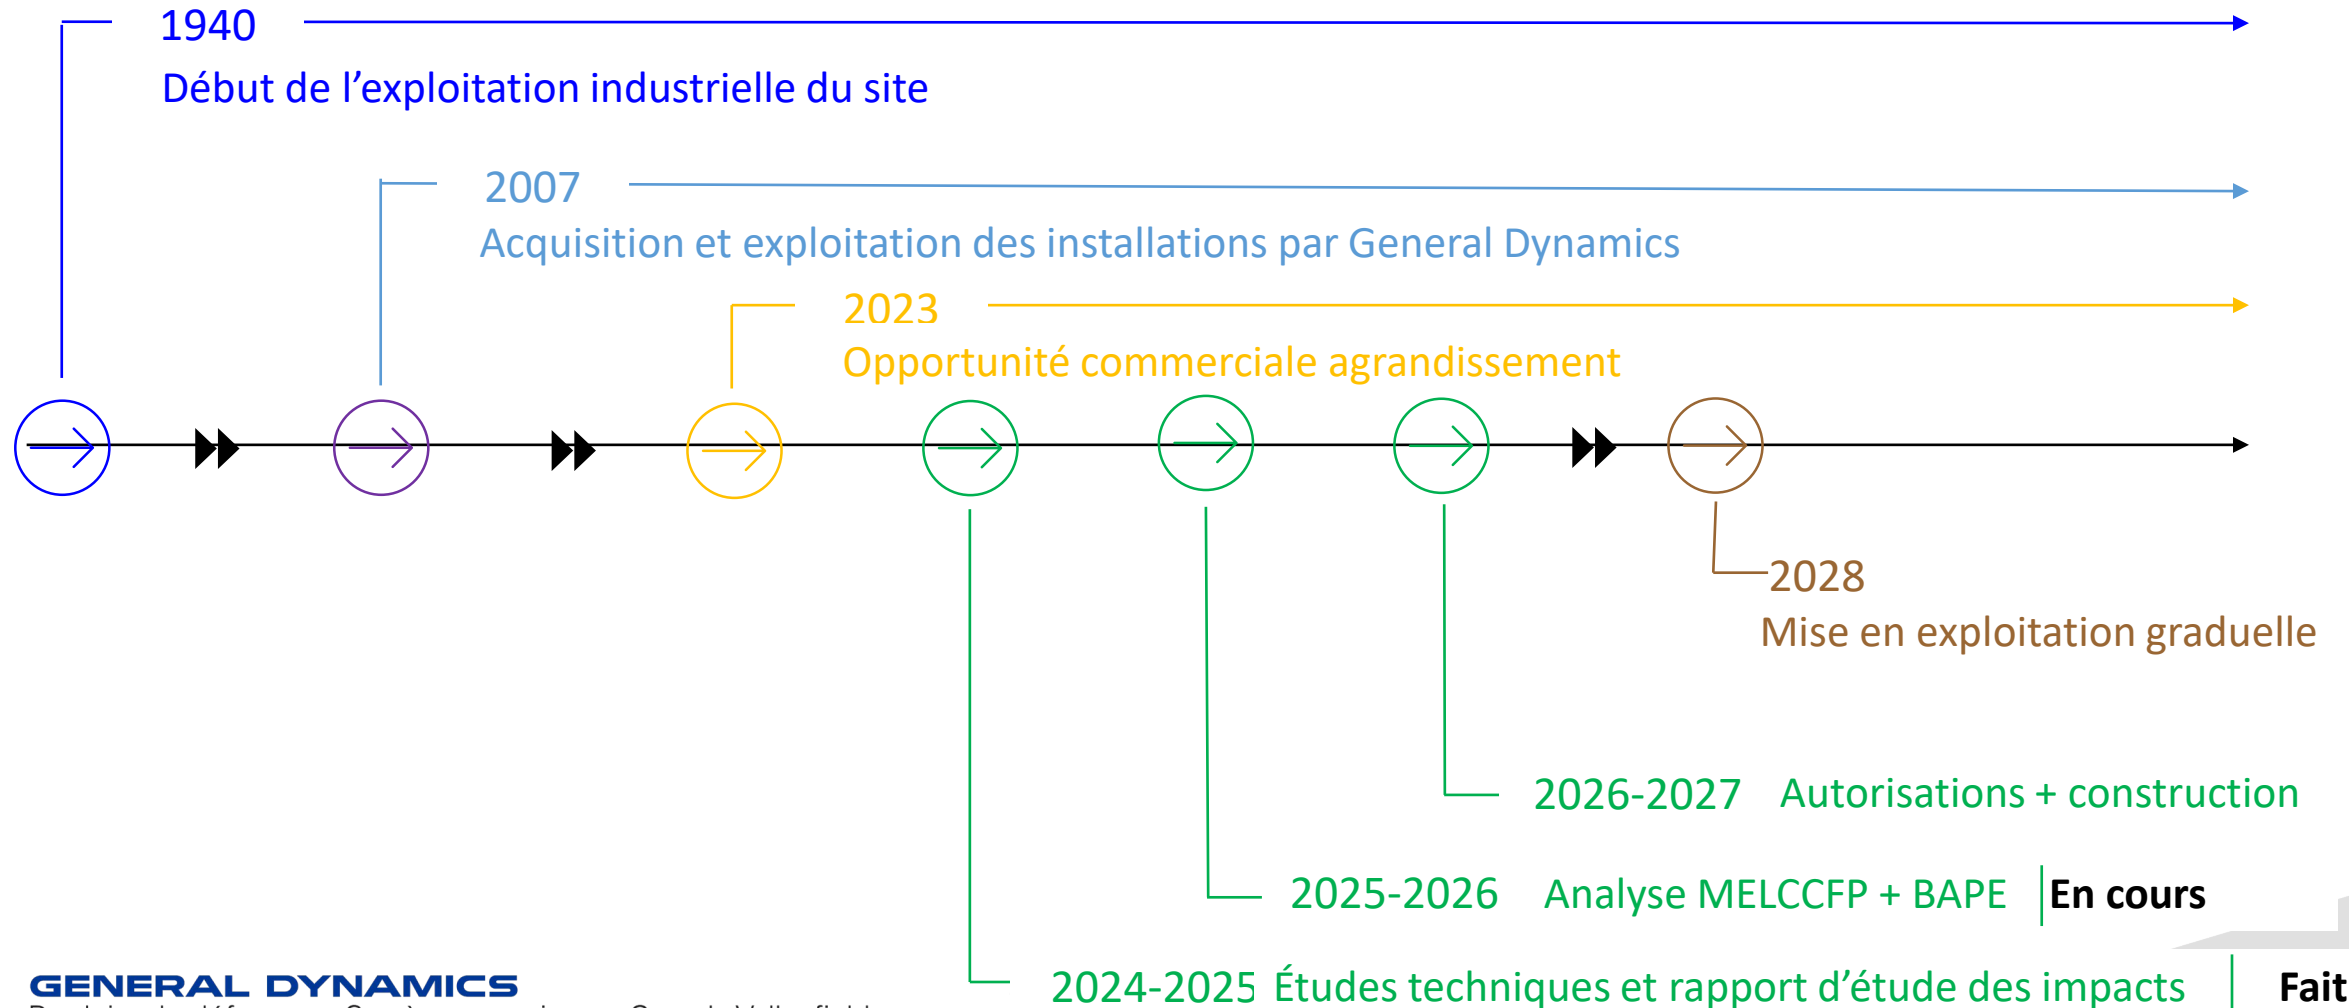 1940
Début de l’exploitation industrielle du site
2007
Acquisition et exploitation des installations par General Dynamics
2023
Opportunité commerciale agrandissement
2028
Mise en exploitation graduelle
2026-2027 Autorisations + construction
2025-2026 Analyse MELCCFP + BAPE En cours
2024-2025 Études techniques et rapport d’étude des impacts Fait
GENERAL DYNAMICS